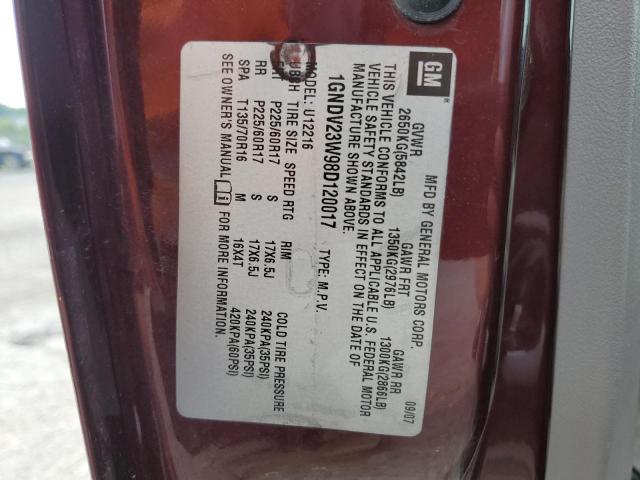 GM
MFD BY GENERAL MOTORS CORP. 09/07
GVWR GAWR FRT GAWR RR
2650KG(5842LB) 1350KG(2976LB) 1300KG(2866LB)
THIS VEHICLE CONFORMS TO ALL APPLICABLE U.S. FEDERAL MOTOR
VEHICLE SAFETY STANDARDS IN EFFECT ON THE DATE OF
MANUFACTURE SHOWN ABOVE.
1GNDV23W98D120017 TYPE: M.P.V.
MODEL: U12216
TIRE SIZE SPEED RTG RIM COLD TIRE PRESSURE
FRT P225/60R17 S 17X6.5J 240KPA(35PSI)
RR P225/60R17 S 17X6.5J 240KPA(35PSI)
SPA T135/70R16 M 16X4T 420KPA(60PSI)
SEE OWNER'S MANUAL FOR MORE INFORMATION.